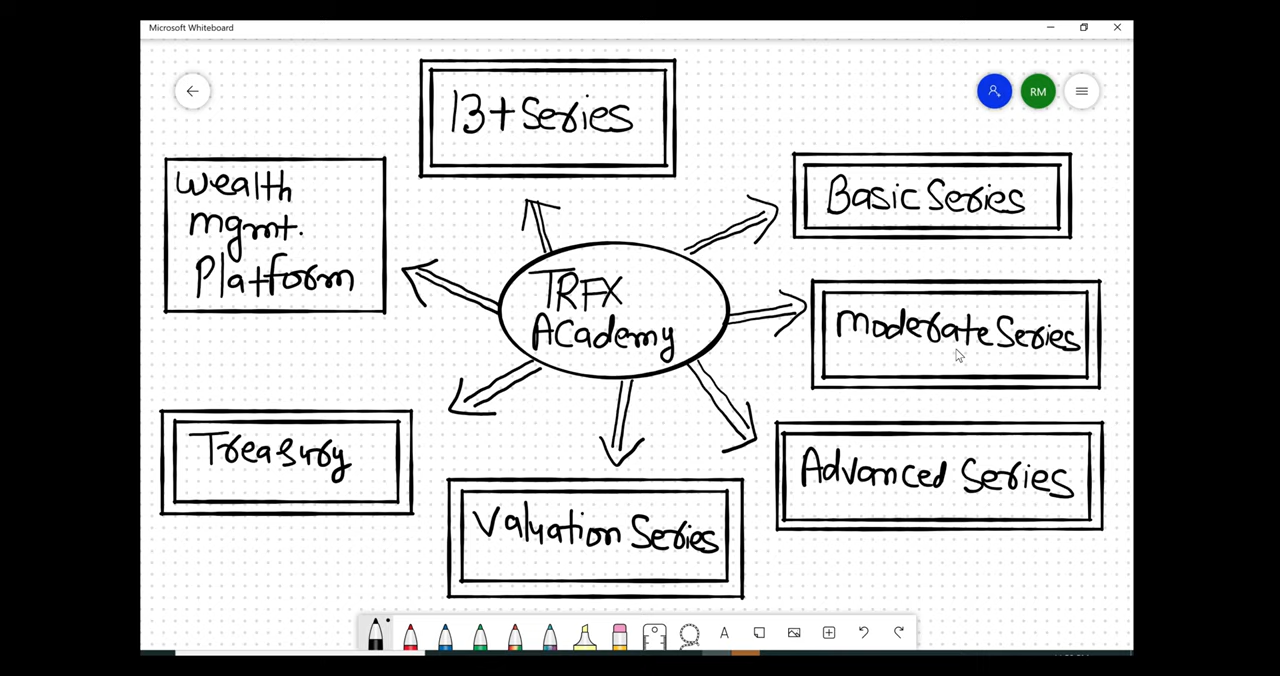 Microsoft Whiteboard
RM
13+ Series
Wealth
mgmt.
Platform
Basic Series
TRFX
Academy
Moderate Series
Treasury
Advanced Series
Valuation Series
A